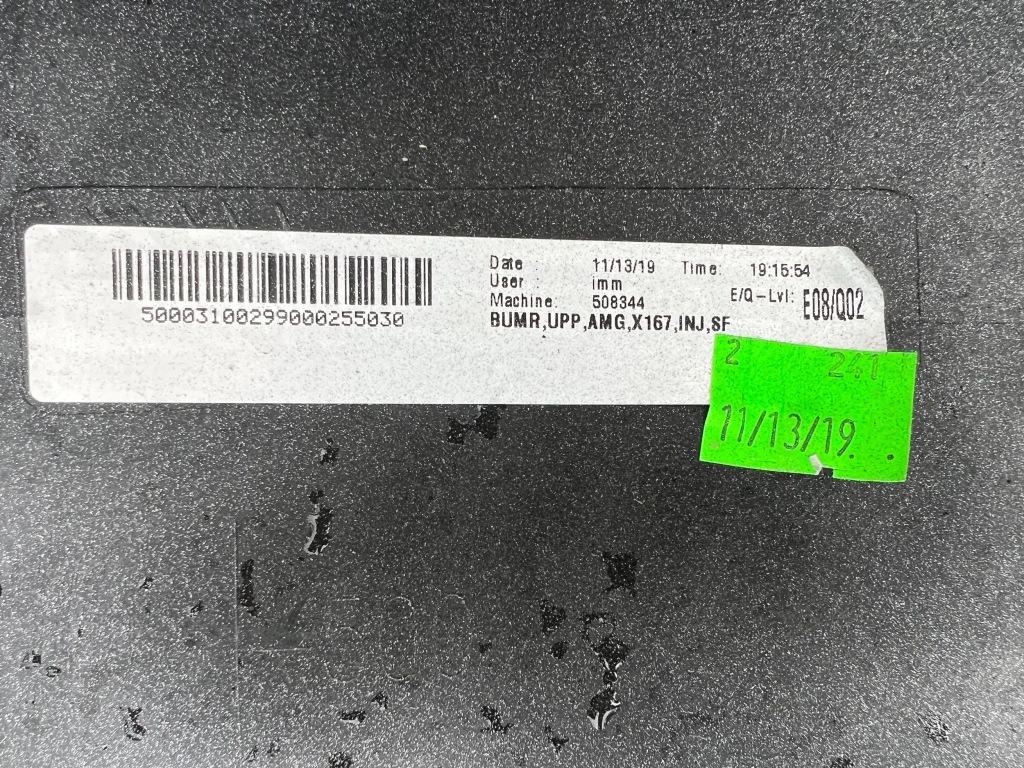 50003100299000255030
Date : 11/13/19 Time: 19:15:54
User : imm
Machine: 508344 E/Q-Lvl: E08/Q02
BUMR,UPP,AMG,X167,INJ,SF
2 241
11/13/19